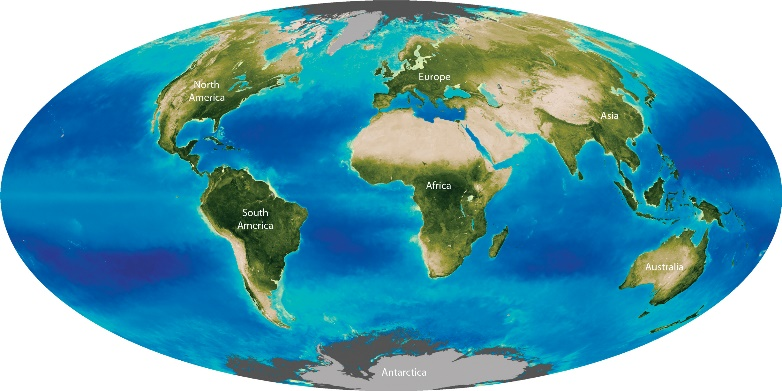 North
America
Europe
Asia
Africa
South
America
Australia
Antarctica